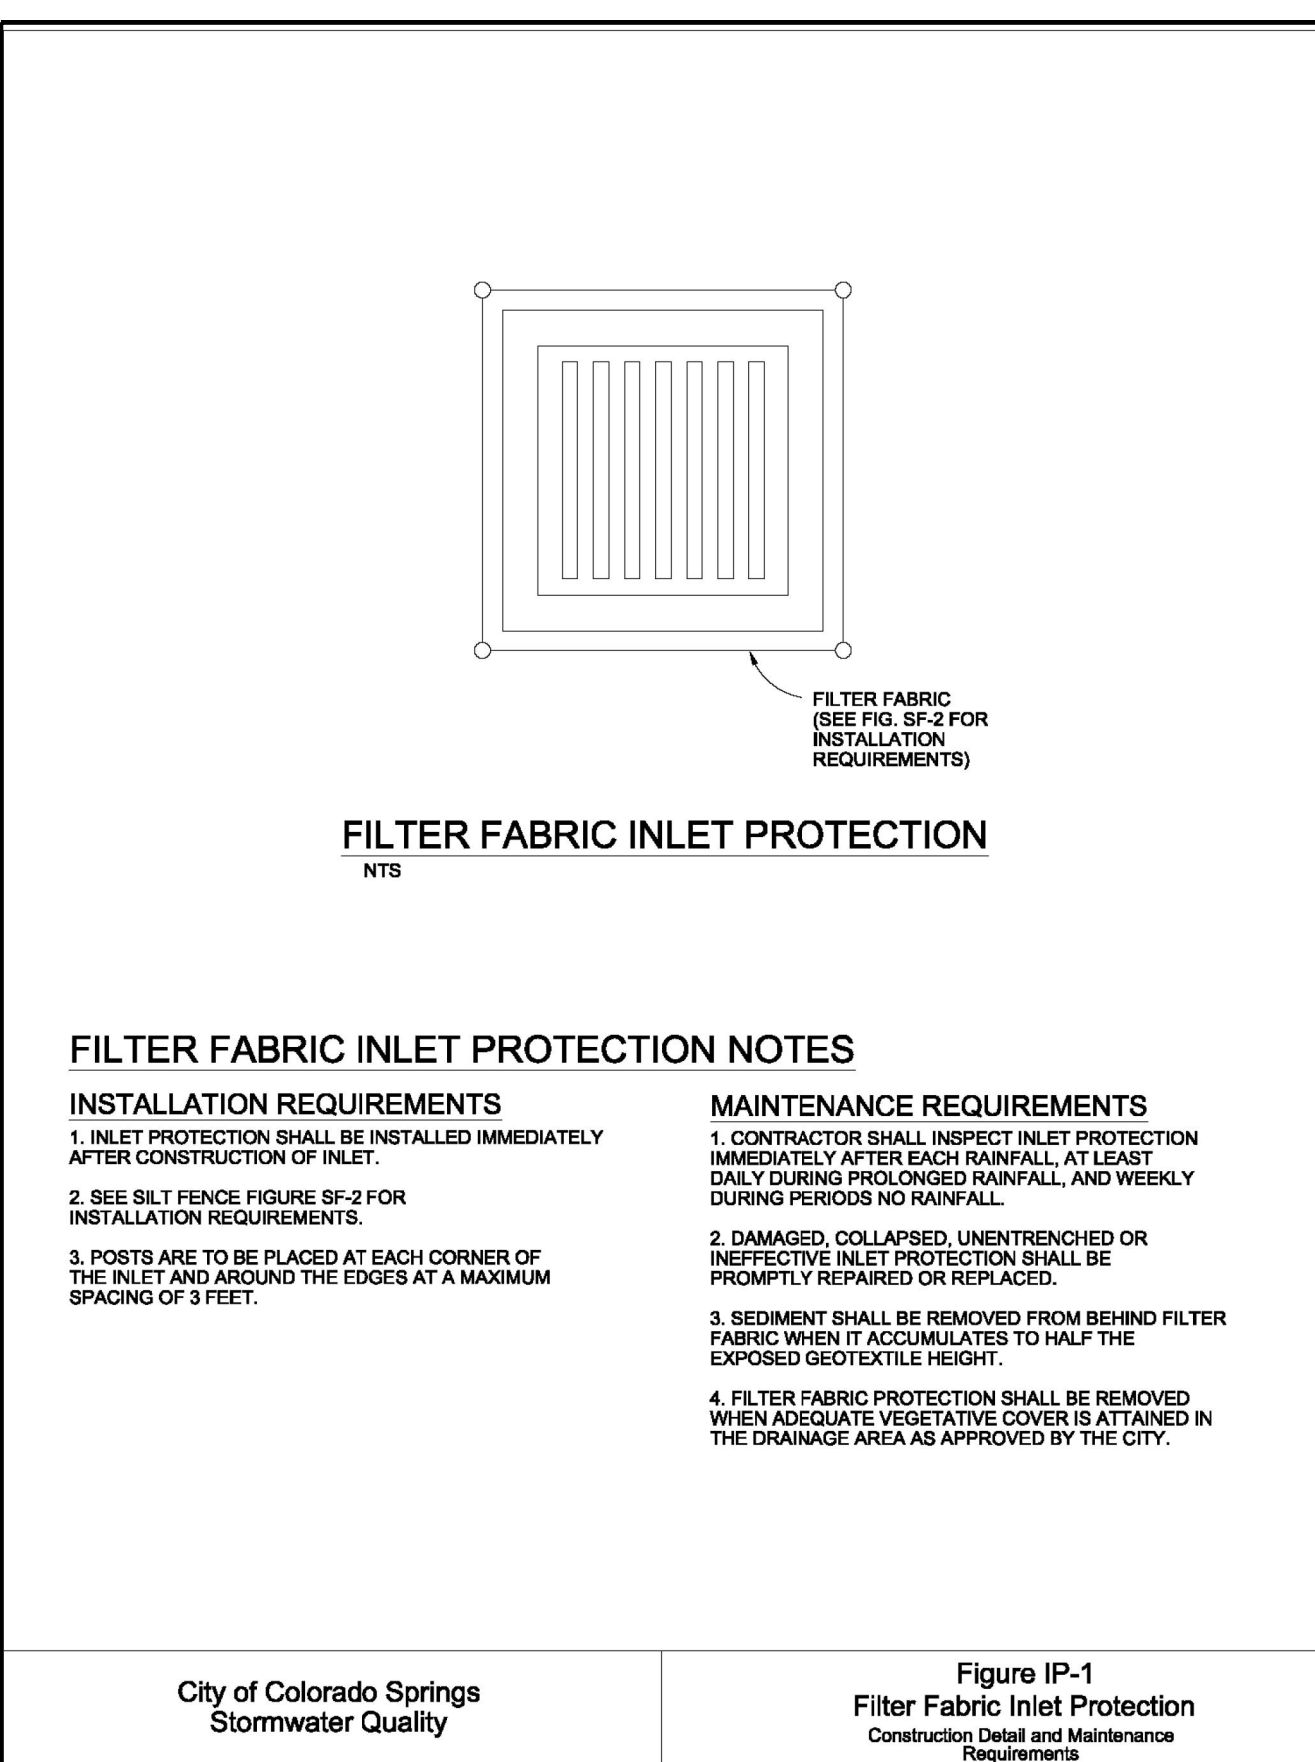 FILTER FABRIC
(SEE FIG. SF-2 FOR
INSTALLATION
REQUIREMENTS)
FILTER FABRIC INLET PROTECTION
NTS
FILTER FABRIC INLET PROTECTION NOTES
INSTALLATION REQUIREMENTS
1. INLET PROTECTION SHALL BE INSTALLED IMMEDIATELY
AFTER CONSTRUCTION OF INLET.
2. SEE SILT FENCE FIGURE SF-2 FOR
INSTALLATION REQUIREMENTS.
3. POSTS ARE TO BE PLACED AT EACH CORNER OF
THE INLET AND AROUND THE EDGES AT A MAXIMUM
SPACING OF 3 FEET.
MAINTENANCE REQUIREMENTS
1. CONTRACTOR SHALL INSPECT INLET PROTECTION
IMMEDIATELY AFTER EACH RAINFALL, AT LEAST
DAILY DURING PROLONGED RAINFALL, AND WEEKLY
DURING PERIODS NO RAINFALL.
2. DAMAGED, COLLAPSED, UNENTRENCHED OR
INEFFECTIVE INLET PROTECTION SHALL BE
PROMPTLY REPAIRED OR REPLACED.
3. SEDIMENT SHALL BE REMOVED FROM BEHIND FILTER
FABRIC WHEN IT ACCUMULATES TO HALF THE
EXPOSED GEOTEXTILE HEIGHT.
4. FILTER FABRIC PROTECTION SHALL BE REMOVED
WHEN ADEQUATE VEGETATIVE COVER IS ATTAINED IN
THE DRAINAGE AREA AS APPROVED BY THE CITY.
City of Colorado Springs
Stormwater Quality
Figure IP-1
Filter Fabric Inlet Protection
Construction Detail and Maintenance
Requirements